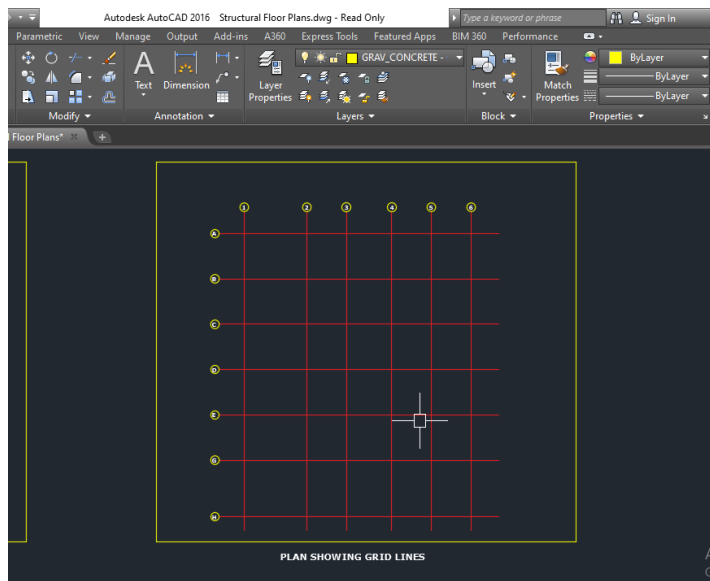 Autodesk AutoCAD 2016 Structural Floor Plans.dwg - Read Only Type a keyword or phrase Sign In
Parametric View Manage Output Add-ins A360 Express Tools Featured Apps BIM 360 Performance
GRAV_CONCRETE - ByLayer
Text Dimension Layer Properties Insert Match Properties ByLayer
ByLayer
Modify Annotation Layers Block Properties
Floor Plans*
1 2 3 4 5 6
A
B
C
D
E
G
H
PLAN SHOWING GRID LINES